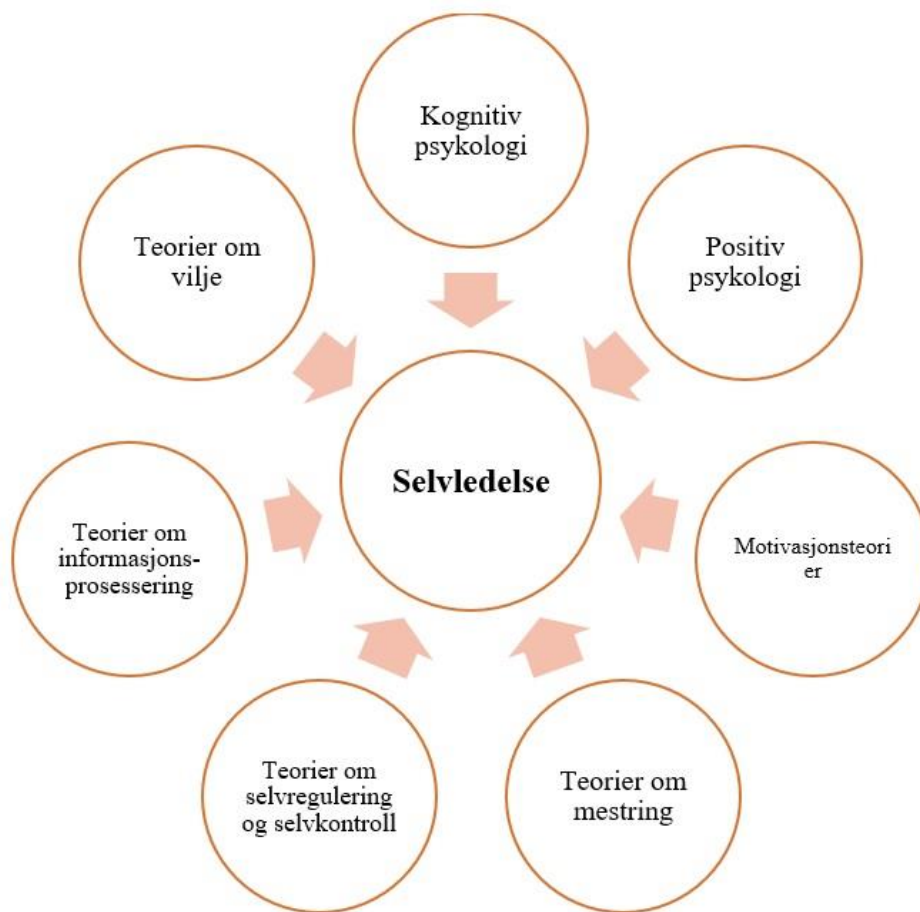 Kognitiv
psykologi
Positiv
psykologi
Motivasjonsteori
er
Teorier om
mestring
Teorier om
selvregulering
og selvkontroll
Teorier om
informasjons-
prosessering
Teorier om
vilje
Selvledelse